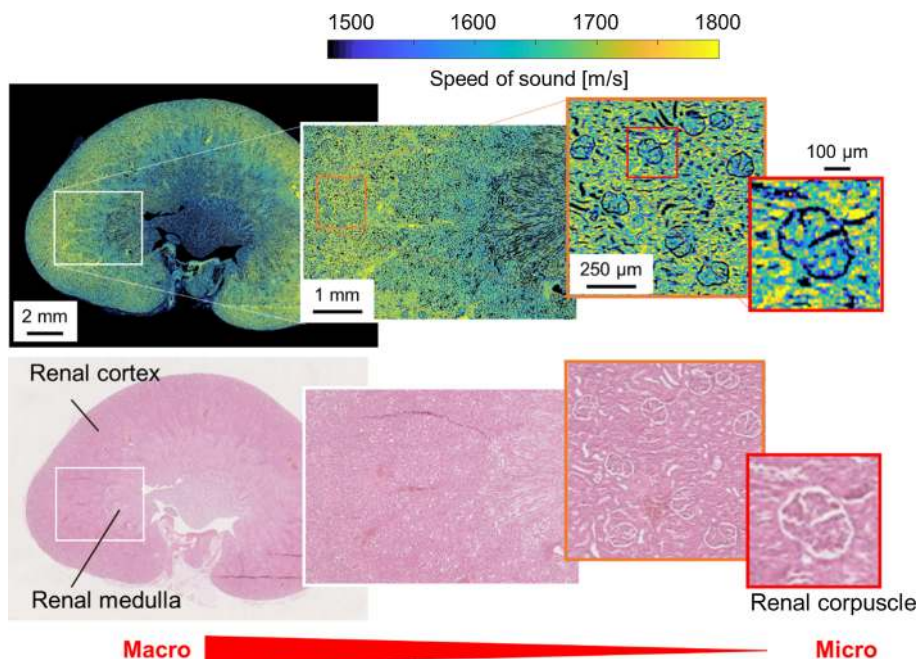 1500 1600 1700 1800
Speed of sound [m/s]
100 µm
250 µm
1 mm
2 mm
Renal cortex
Renal medulla
Renal corpuscle
Macro Micro